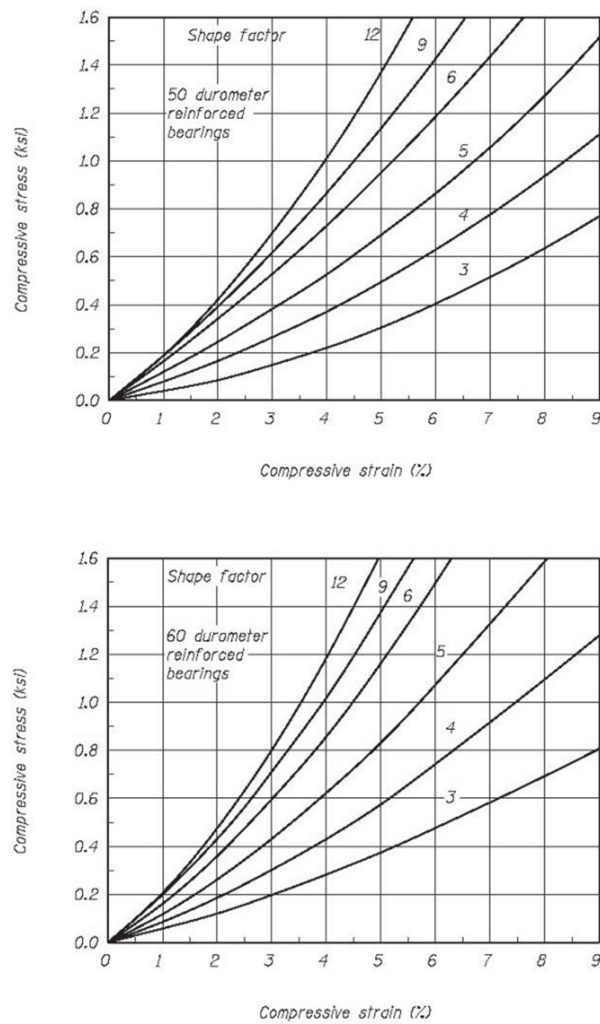 1.6
1.4
1.2
1.0
0.8
0.6
0.4
0.2
0.0
Compressive stress (ksi)
Shape factor
50 durometer
reinforced
bearings
12
9
6
5
4
3
0 1 2 3 4 5 6 7 8 9
Compressive strain (%)
1.6
1.4
1.2
1.0
0.8
0.6
0.4
0.2
0.0
Compressive stress (ksi)
Shape factor
60 durometer
reinforced
bearings
12
9
6
5
4
3
0 1 2 3 4 5 6 7 8 9
Compressive strain (%)